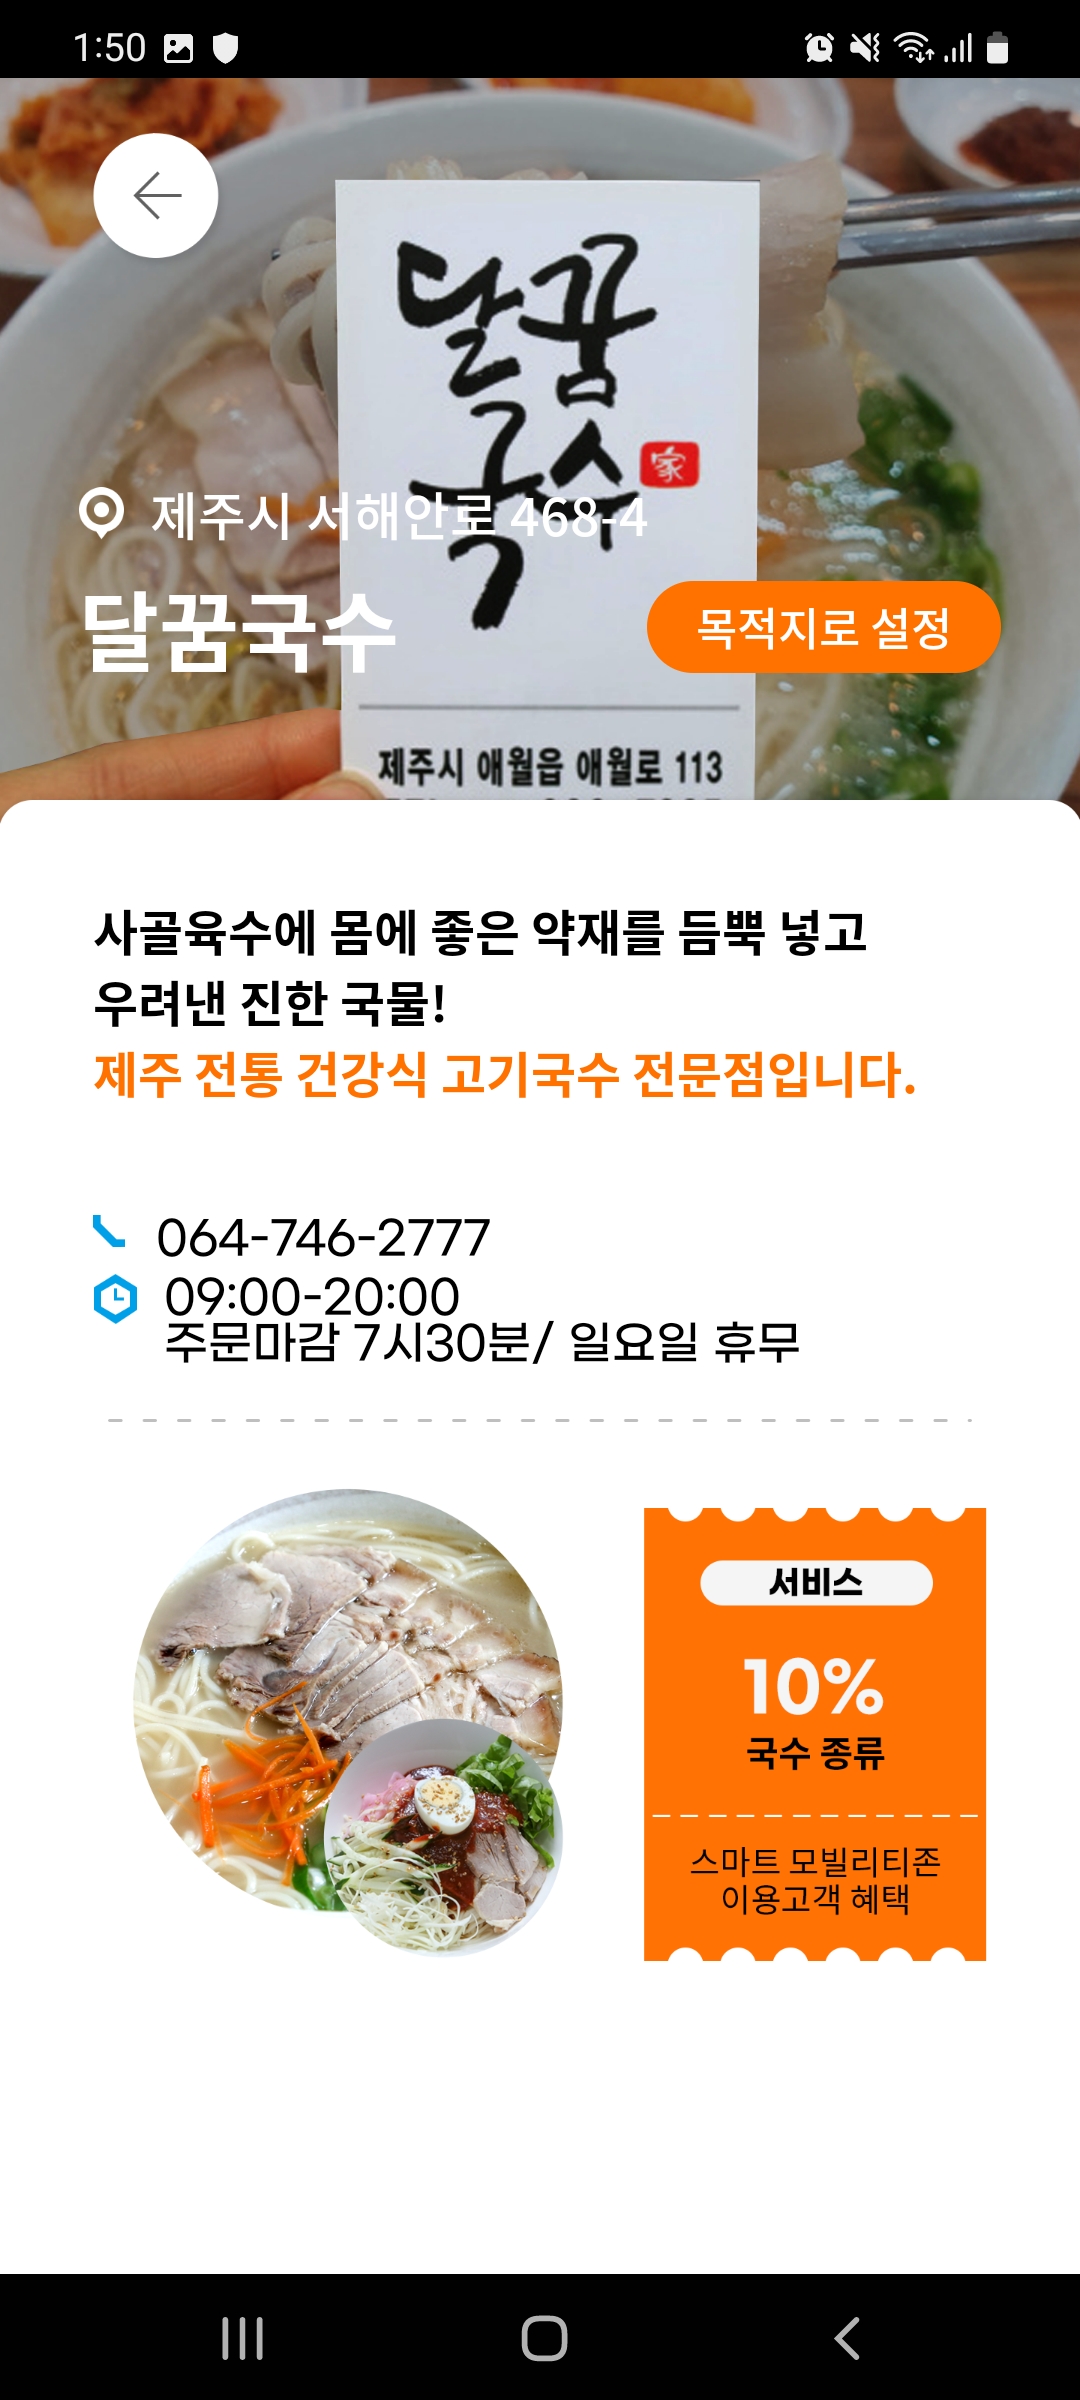 1:50
달꿈
국수
家
제주시 서해안로 468-4
달꿈국수
목적지로 설정
제주시 애월읍 애월로 113
사골육수에 몸에 좋은 약재를 듬뿍 넣고
우려낸 진한 국물!
제주 전통 건강식 고기국수 전문점입니다.
064-746-2777
09:00-20:00
주문마감 7시30분/ 일요일 휴무
서비스
10%
국수 종류
스마트 모빌리티존
이용고객 혜택